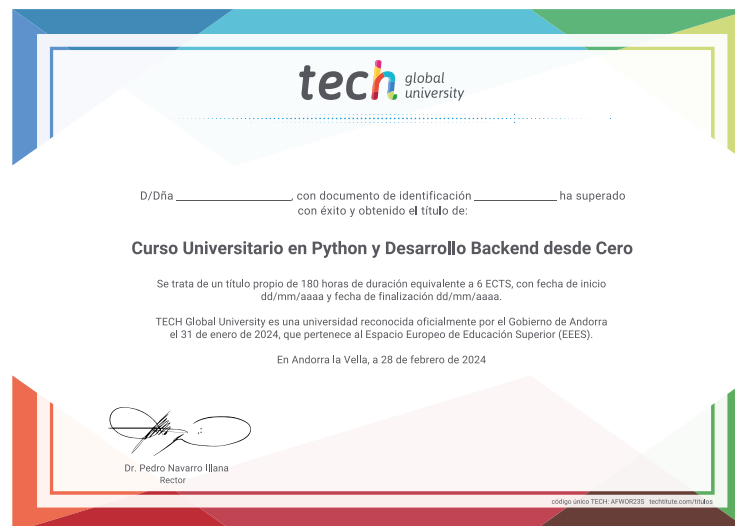 tech global university
D/Dña ____________________, con documento de identificación ______________ ha superado
con éxito y obtenido el título de:
Curso Universitario en Python y Desarrollo Backend desde Cero
Se trata de un título propio de 180 horas de duración equivalente a 6 ECTS, con fecha de inicio
dd/mm/aaaa y fecha de finalización dd/mm/aaaa.
TECH Global University es una universidad reconocida oficialmente por el Gobierno de Andorra
el 31 de enero de 2024, que pertenece al Espacio Europeo de Educación Superior (EEES).
En Andorra la Vella, a 28 de febrero de 2024
Dr. Pedro Navarro Illana
Rector
código único TECH: AFWOR23S techtitute.com/titulos